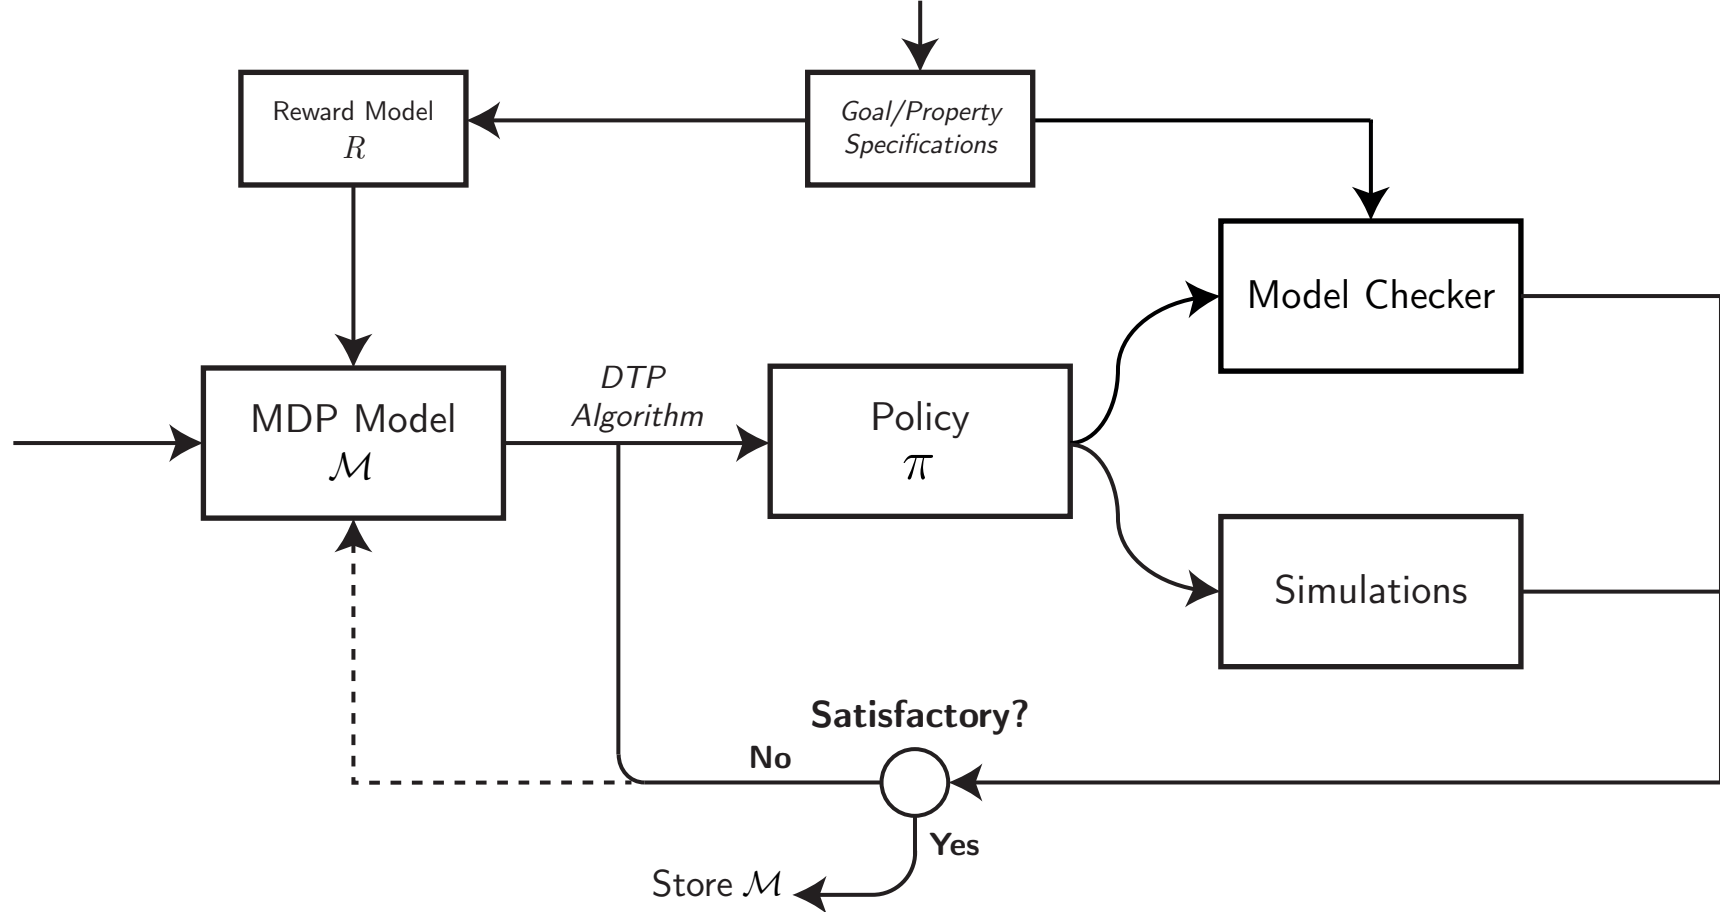 Reward Model
R
Goal/Property
Specifications
Model Checker
DTP
Algorithm
MDP Model
ℳ
Policy
π
Simulations
Satisfactory?
No
Yes
Store ℳ